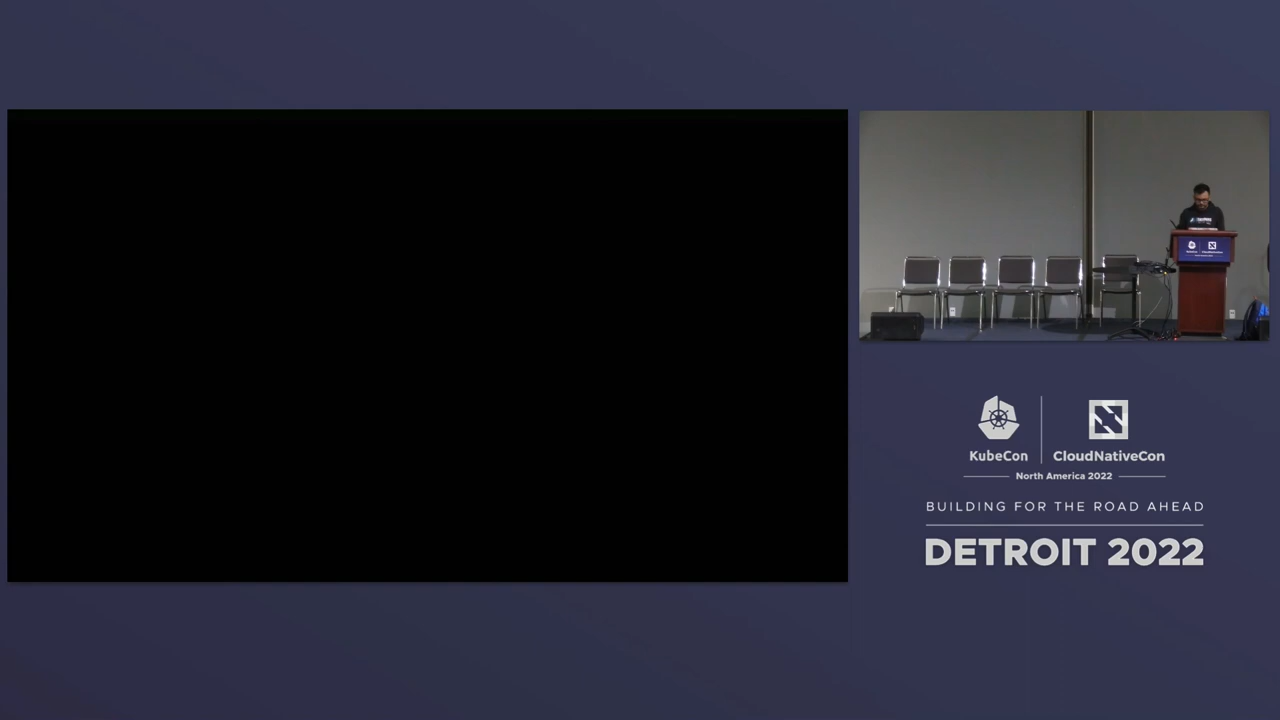 KubeCon
CloudNativeCon
North America 2022
BUILDING FOR THE ROAD AHEAD
DETROIT 2022